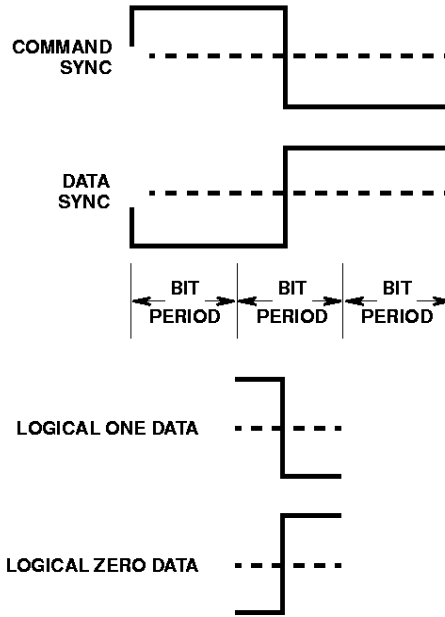 COMMAND
SYNC
DATA
SYNC
BIT
PERIOD
BIT
PERIOD
BIT
PERIOD
LOGICAL ONE DATA
LOGICAL ZERO DATA